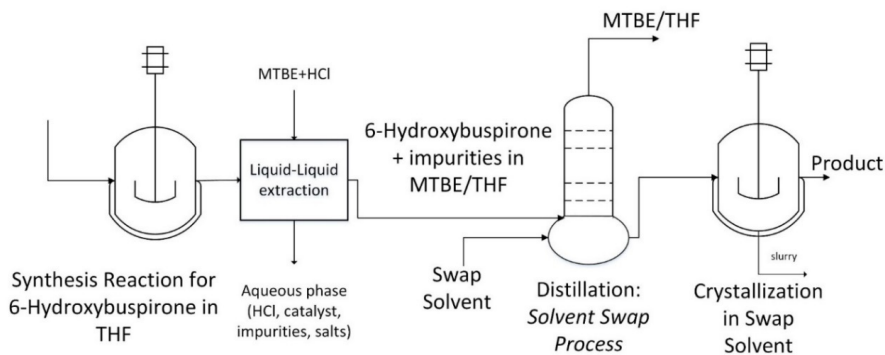 MTBE/THF
MTBE+HCl
6-Hydroxybuspirone
+ impurities in
MTBE/THF
Liquid-Liquid
extraction
Product
Swap
Solvent
slurry
Synthesis Reaction for
6-Hydroxybuspirone in
THF
Aqueous phase
(HCl, catalyst,
impurities, salts)
Distillation:
Solvent Swap
Process
Crystallization
in Swap
Solvent